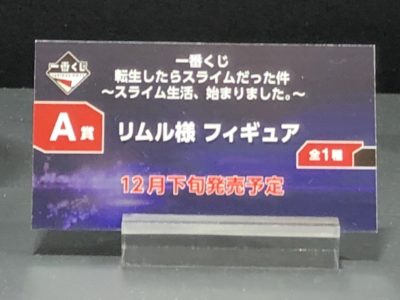 一番くじ
一番くじ
転生したらスライムだった件
～スライム生活、始まりました。～
A賞
リムル様 フィギュア
全1種
12月下旬発売予定